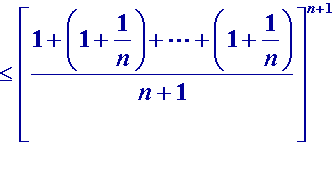 ≤ [ (1 + (1 + 1/n) + ⋯ + (1 + 1/n)) / (n + 1) ]^(n+1)